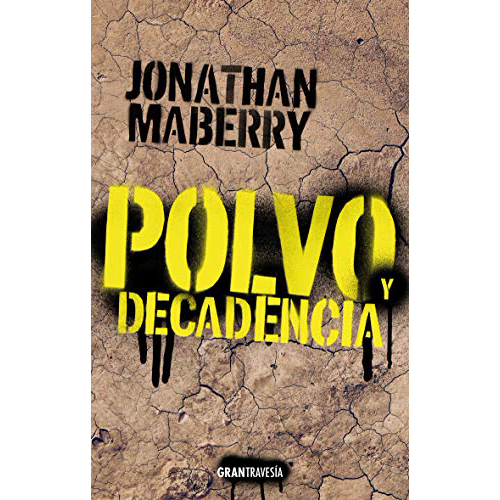 JONATHAN
MABERRY
POLVO
Y
DECADENCIA
GRANTRAVESÍA